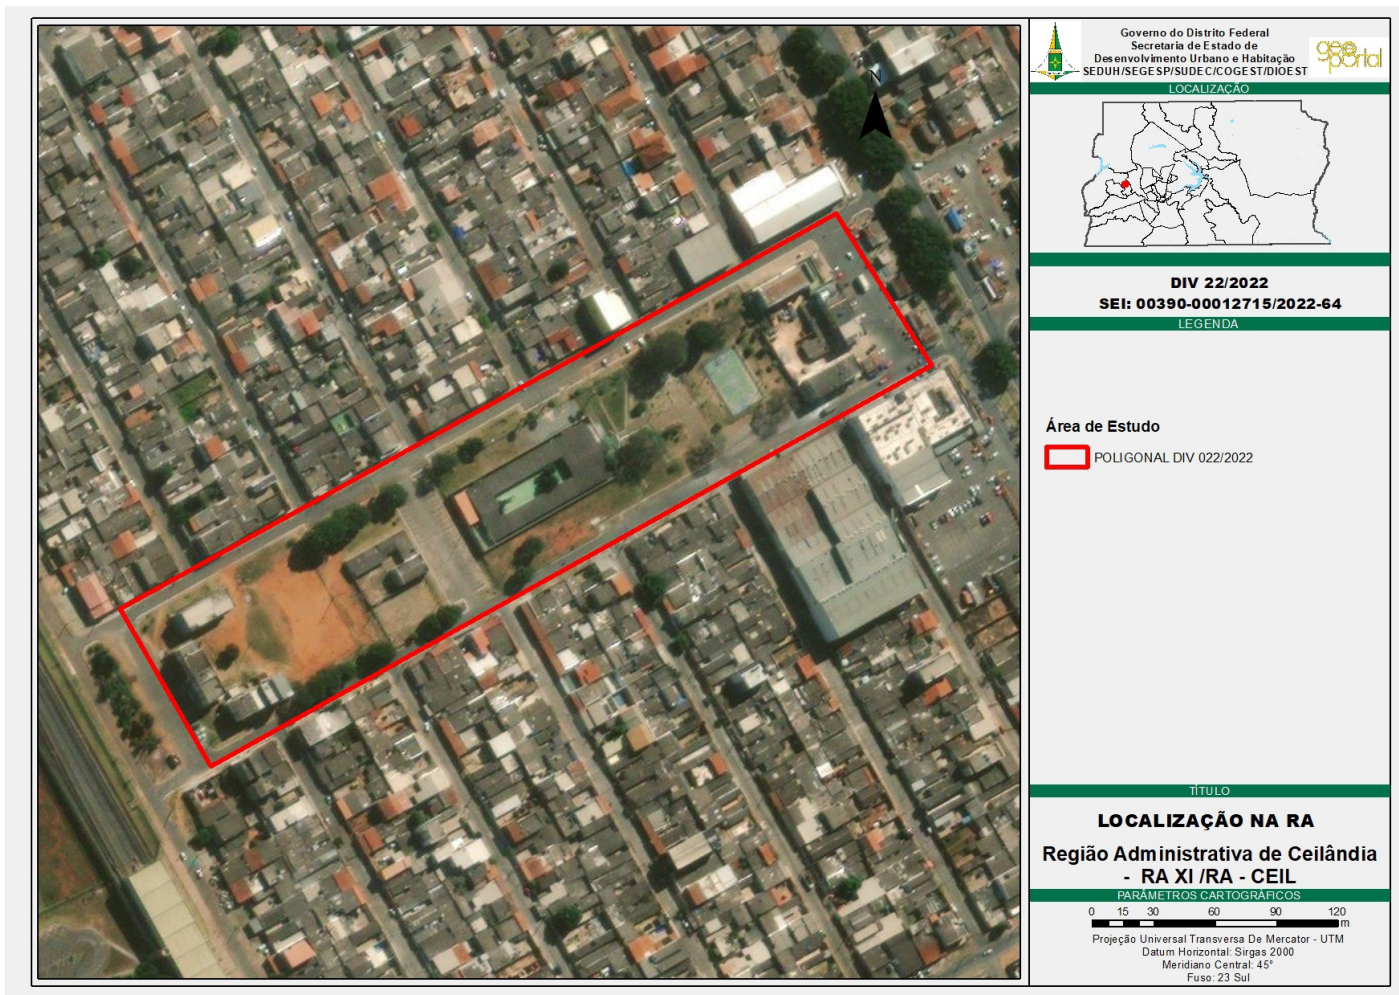 N
Governo do Distrito Federal
Secretaria de Estado de
Desenvolvimento Urbano e Habitação
SEDUH/SEGESP/SUDEC/COGEST/DIOEST
geo
portal
LOCALIZAÇÃO
DIV 22/2022
SEI: 00390-00012715/2022-64
LEGENDA
Área de Estudo
POLIGONAL DIV 022/2022
TÍTULO
LOCALIZAÇÃO NA RA
Região Administrativa de Ceilândia
- RA XI /RA - CEIL
PARÂMETROS CARTOGRÁFICOS
0 15 30 60 90 120
m
Projeção Universal Transversa De Mercator - UTM
Datum Horizontal: Sirgas 2000
Meridiano Central: 45°
Fuso: 23 Sul